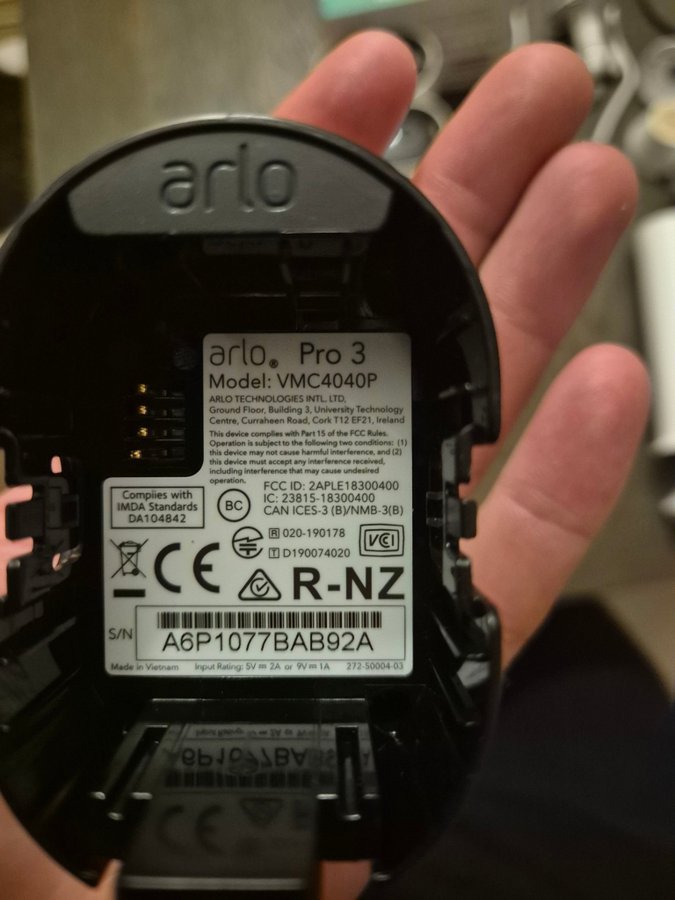 arlo
arlo® Pro 3
Model: VMC4040P
ARLO TECHNOLOGIES INTL. LTD,
Ground Floor, Building 3, University Technology
Centre, Curraheen Road, Cork T12 EF21, Ireland
This device complies with Part 15 of the FCC Rules.
Operation is subject to the following two conditions: (1)
this device may not cause harmful interference, and (2)
this device must accept any interference received,
including interference that may cause undesired
operation.
FCC ID: 2APLE18300400
IC: 23815-18300400
CAN ICES-3 (B)/NMB-3(B)
Complies with
IMDA Standards
DA104842
BC
R 020-190178
T D190074020
VCCI
CE
R-NZ
S/N
A6P1077BAB92A
Made in Vietnam Input Rating: 5V⎓2A or 9V⎓1A 272-50004-03